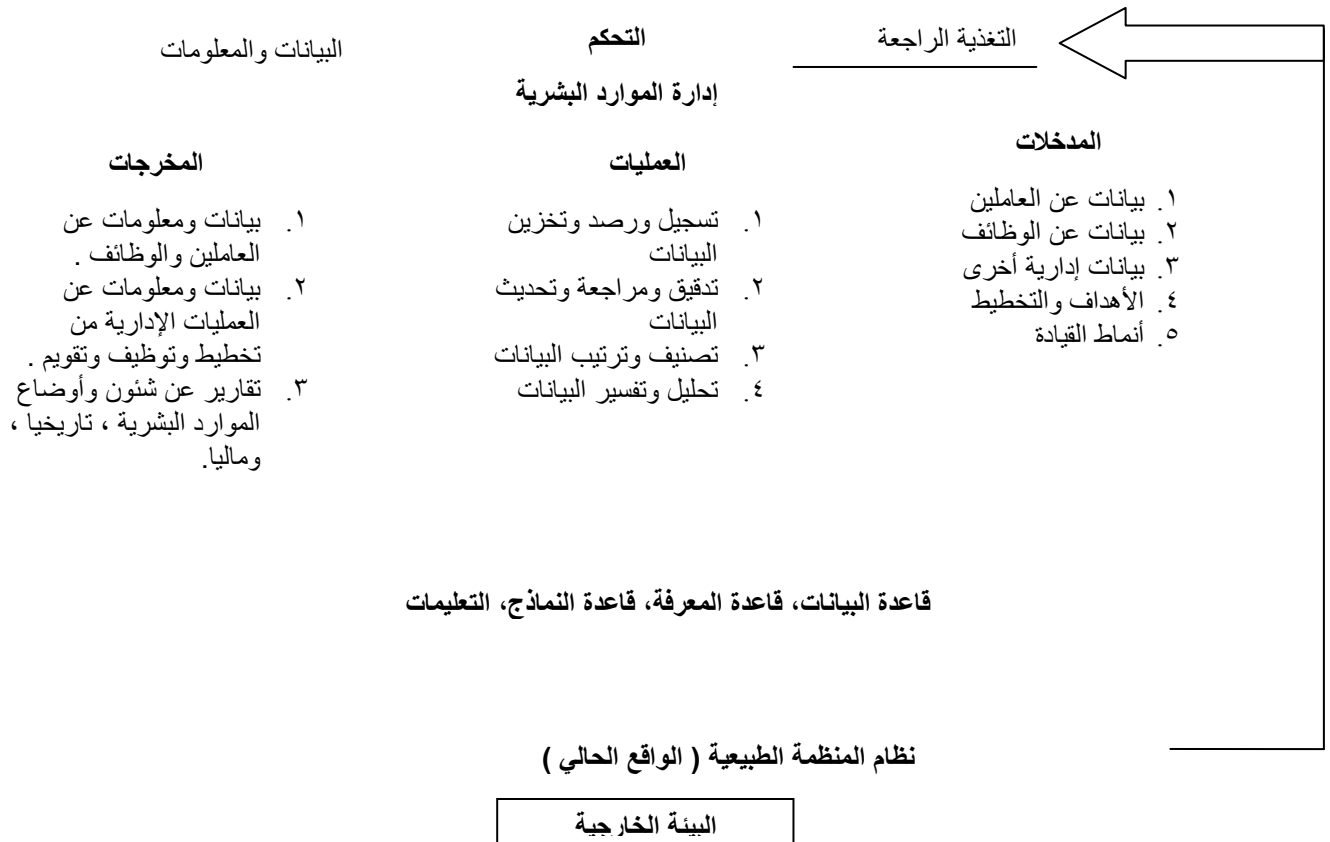 التغذية الراجعة
التحكم
البيانات والمعلومات
إدارة الموارد البشرية
المدخلات
١. بيانات عن العاملين
٢. بيانات عن الوظائف
٣. بيانات إدارية أخرى
٤. الأهداف والتخطيط
٥. أنماط القيادة
العمليات
١. تسجيل ورصد وتخزين
البيانات
٢. تدقيق ومراجعة وتحديث
البيانات
٣. تصنيف وترتيب البيانات
٤. تحليل وتفسير البيانات
المخرجات
١. بيانات ومعلومات عن
العاملين والوظائف .
٢. بيانات ومعلومات عن
العمليات الإدارية من
تخطيط وتوظيف وتقويم .
٣. تقارير عن شئون وأوضاع
الموارد البشرية ، تاريخيا ،
وماليا.
قاعدة البيانات، قاعدة المعرفة، قاعدة النماذج، التعليمات
نظام المنظمة الطبيعية ( الواقع الحالي )
البيئة الخارجية